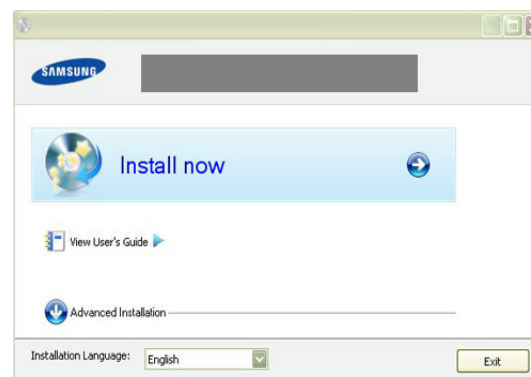 SAMSUNG
Install now
View User's Guide
Advanced Installation
Installation Language: English
Exit